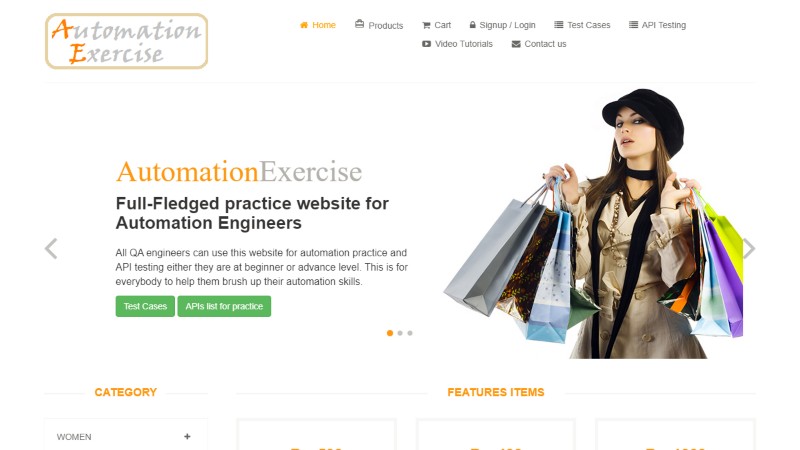 Automation
Exercise
Home
Products
Cart
Signup / Login
Test Cases
API Testing
Video Tutorials
Contact us
AutomationExercise
Full-Fledged practice website for
Automation Engineers
All QA engineers can use this website for automation practice and
API testing either they are at beginner or advance level. This is for
everybody to help them brush up their automation skills.
Test Cases
APIs list for practice
CATEGORY
FEATURES ITEMS
WOMEN